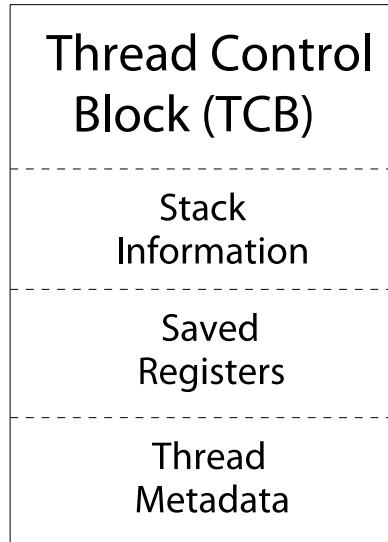 Thread Control
Block (TCB)
Stack
Information
Saved
Registers
Thread
Metadata